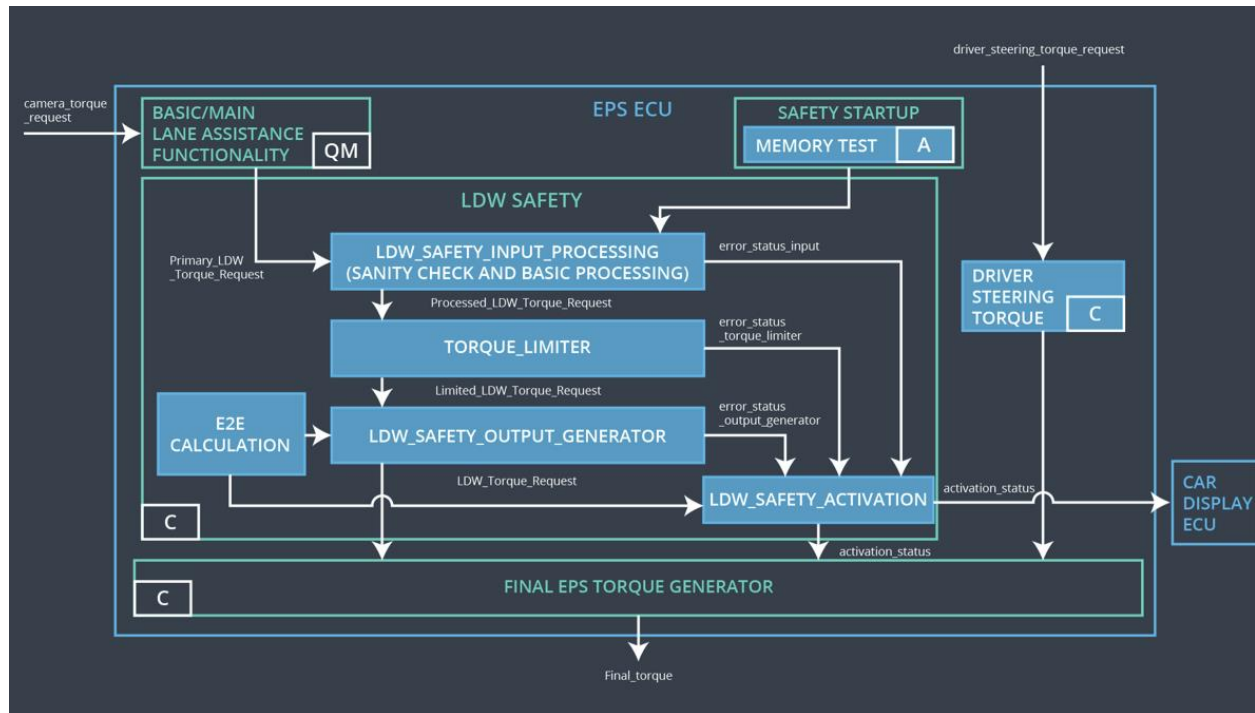 driver_steering_torque_request
camera_torque
_request
EPS ECU
BASIC/MAIN
LANE ASSISTANCE
FUNCTIONALITY
QM
SAFETY STARTUP
MEMORY TEST
A
LDW SAFETY
Primary_LDW
_Torque_Request
LDW_SAFETY_INPUT_PROCESSING
(SANITY CHECK AND BASIC PROCESSING)
error_status_input
DRIVER
STEERING
TORQUE
C
Processed_LDW_Torque_Request
TORQUE_LIMITER
error_status
_torque_limiter
Limited_LDW_Torque_Request
E2E
CALCULATION
LDW_SAFETY_OUTPUT_GENERATOR
error_status
_output_generator
LDW_Torque_Request
LDW_SAFETY_ACTIVATION
activation_status
CAR
DISPLAY
ECU
C
activation_status
FINAL EPS TORQUE GENERATOR
C
Final_torque